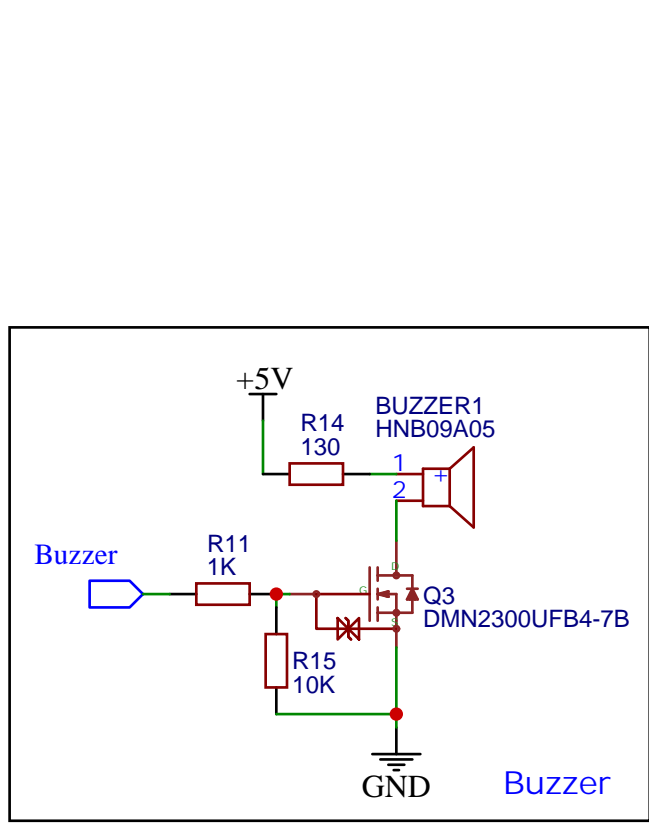 +5V
BUZZER1
HNB09A05
R14
130
1
2
+
Buzzer
R11
1K
D
G
S
Q3
DMN2300UFB4-7B
R15
10K
GND
Buzzer